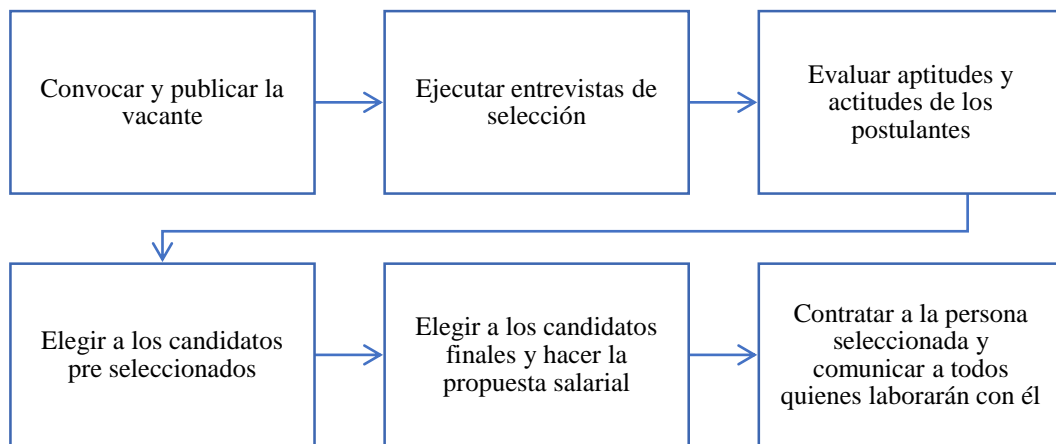 Convocar y publicar la
vacante
Ejecutar entrevistas de
selección
Evaluar aptitudes y
actitudes de los
postulantes
Elegir a los candidatos
pre seleccionados
Elegir a los candidatos
finales y hacer la
propuesta salarial
Contratar a la persona
seleccionada y
comunicar a todos
quienes laborarán con él